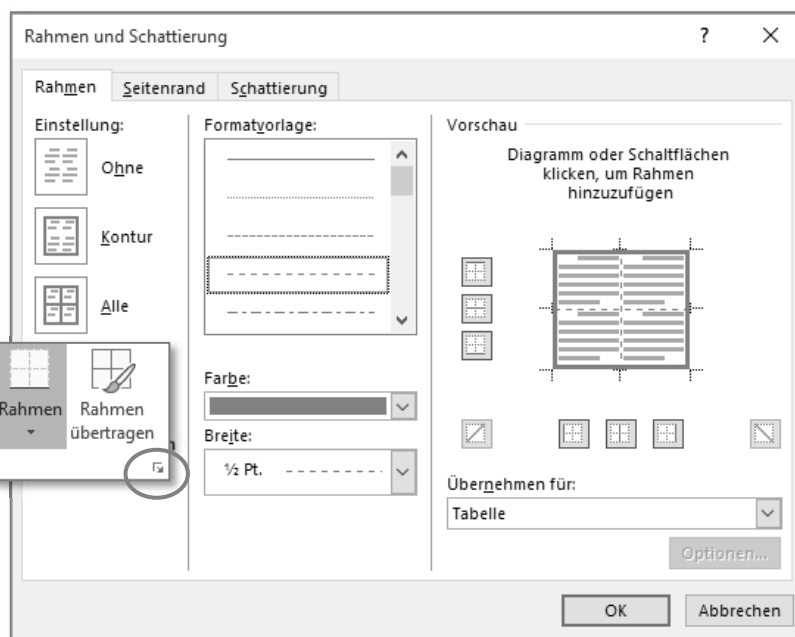 Rahmen und Schattierung
?
Rahmen
Seitenrand
Schattierung
Einstellung:
Ohne
Kontur
Alle
Rahmen
Rahmen
übertragen
Formatvorlage:
Farbe:
Breite:
½ Pt.
Vorschau
Diagramm oder Schaltflächen
klicken, um Rahmen
hinzuzufügen
Übernehmen für:
Tabelle
Optionen...
OK
Abbrechen